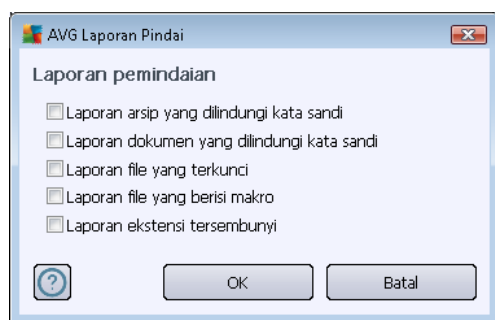 AVG Laporan Pindai
Laporan pemindaian
Laporan arsip yang dilindungi kata sandi
Laporan dokumen yang dilindungi kata sandi
Laporan file yang terkunci
Laporan file yang berisi makro
Laporan ekstensi tersembunyi
?
OK
Batal